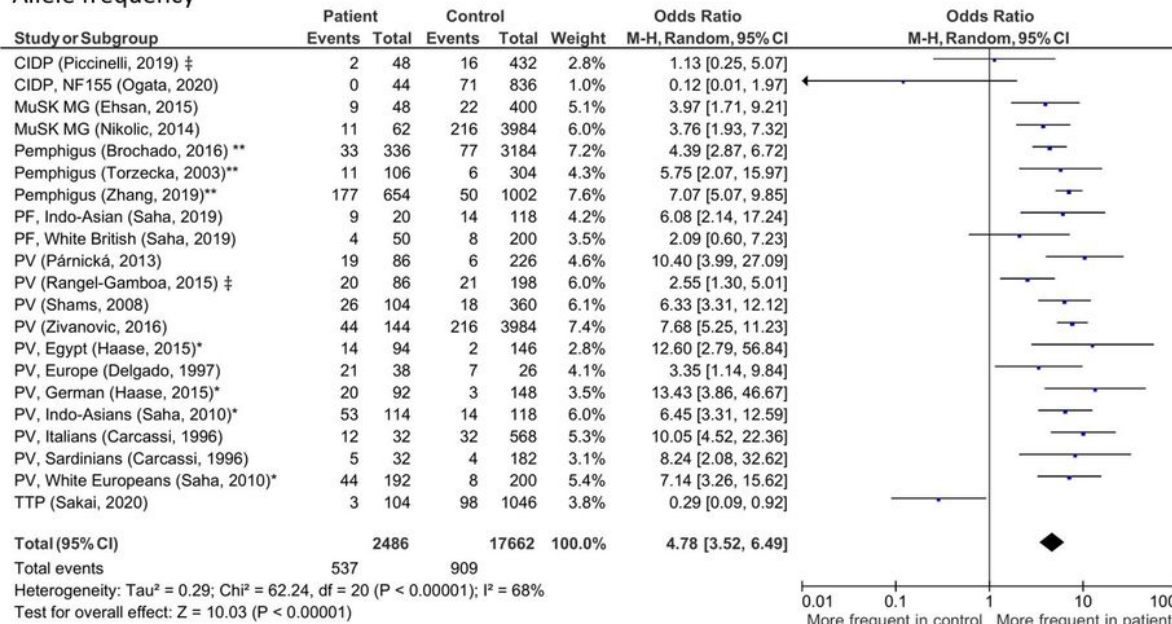 Allele frequency
Patient Control Odds Ratio Odds Ratio
Study or Subgroup Events Total Events Total Weight M-H, Random, 95% CI M-H, Random, 95% CI
CIDP (Piccinelli, 2019) ‡ 2 48 16 432 2.8% 1.13 [0.25, 5.07]
CIDP, NF155 (Ogata, 2020) 0 44 71 836 1.0% 0.12 [0.01, 1.97]
MuSK MG (Ehsan, 2015) 9 48 22 400 5.1% 3.97 [1.71, 9.21]
MuSK MG (Nikolic, 2014) 11 62 216 3984 6.0% 3.76 [1.93, 7.32]
Pemphigus (Brochado, 2016) ** 33 336 77 3184 7.2% 4.39 [2.87, 6.72]
Pemphigus (Torzecka, 2003)** 11 106 6 304 4.3% 5.75 [2.07, 15.97]
Pemphigus (Zhang, 2019)** 177 654 50 1002 7.6% 7.07 [5.07, 9.85]
PF, Indo-Asian (Saha, 2019) 9 20 14 118 4.2% 6.08 [2.14, 17.24]
PF, White British (Saha, 2019) 4 50 8 200 3.5% 2.09 [0.60, 7.23]
PV (Párnická, 2013) 19 86 6 226 4.6% 10.40 [3.99, 27.09]
PV (Rangel-Gamboa, 2015) ‡ 20 86 21 198 6.0% 2.55 [1.30, 5.01]
PV (Shams, 2008) 26 104 18 360 6.1% 6.33 [3.31, 12.12]
PV (Zivanovic, 2016) 44 144 216 3984 7.4% 7.68 [5.25, 11.23]
PV, Egypt (Haase, 2015)* 14 94 2 146 2.8% 12.60 [2.79, 56.84]
PV, Europe (Delgado, 1997) 21 38 7 26 4.1% 3.35 [1.14, 9.84]
PV, German (Haase, 2015)* 20 92 3 148 3.5% 13.43 [3.86, 46.67]
PV, Indo-Asians (Saha, 2010)* 53 114 14 118 6.0% 6.45 [3.31, 12.59]
PV, Italians (Carcassi, 1996) 12 32 32 568 5.3% 10.05 [4.52, 22.36]
PV, Sardinians (Carcassi, 1996) 5 32 4 182 3.1% 8.24 [2.08, 32.62]
PV, White Europeans (Saha, 2010)* 44 192 8 200 5.4% 7.14 [3.26, 15.62]
TTP (Sakai, 2020) 3 104 98 1046 3.8% 0.29 [0.09, 0.92]
Total (95% CI) 2486 17662 100.0% 4.78 [3.52, 6.49]
Total events 537 909
Heterogeneity: Tau² = 0.29; Chi² = 62.24, df = 20 (P < 0.00001); I² = 68%
Test for overall effect: Z = 10.03 (P < 0.00001)
0.01 0.1 1 10 100
More frequent in control More frequent in patient